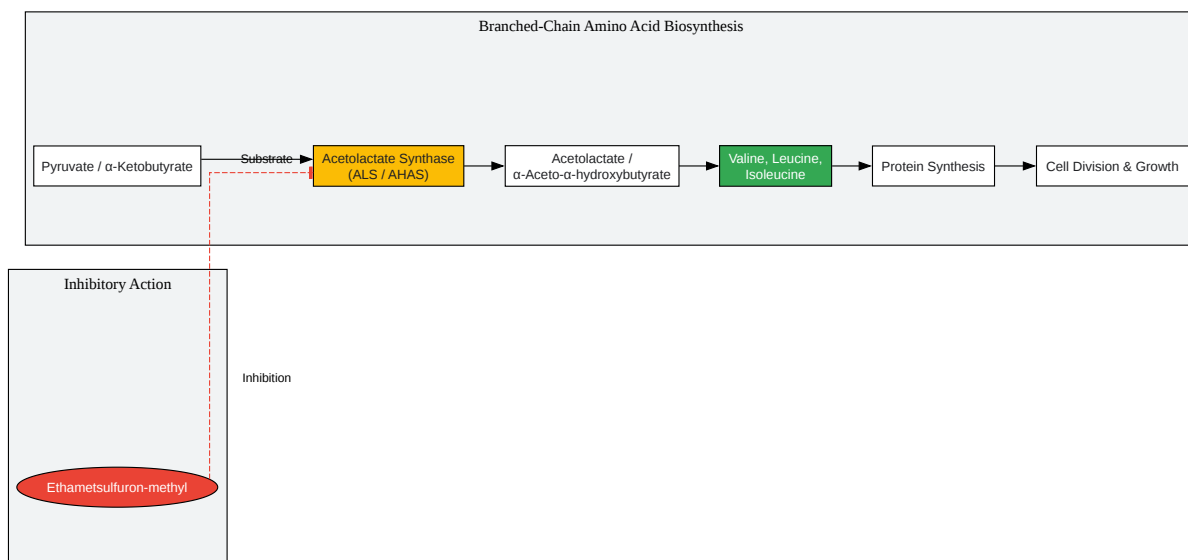 Branched-Chain Amino Acid Biosynthesis
Pyruvate / α-Ketobutyrate
Substrate
Acetolactate Synthase
(ALS / AHAS)
Acetolactate /
α-Aceto-α-hydroxybutyrate
Valine, Leucine,
Isoleucine
Protein Synthesis
Cell Division & Growth
Inhibitory Action
Inhibition
Ethametsulfuron-methyl